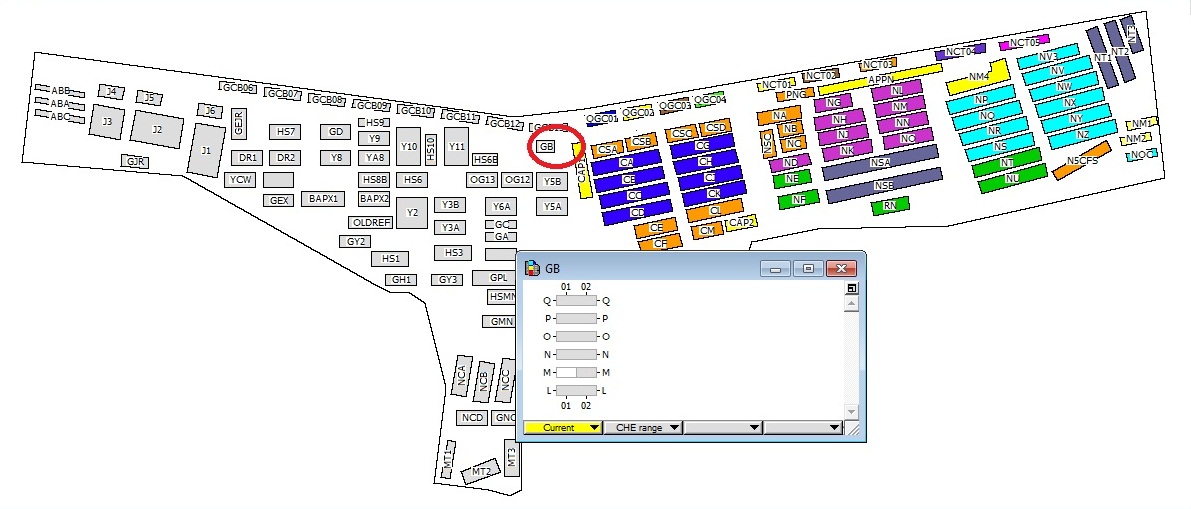 ABB
ABA
ABC
J4
J5
J3
J2
J6
J1
GJR
GEJR
GCB06
GCB07
GCB08
GCB09
GCB10
GCB11
GCB12
HS7
GD
HS9
Y9
Y10
HS10
Y11
HS6B
GB
DR1
DR2
Y8
YA8
YCW
HS8B
HS6
OG13
OG12
Y5B
GEX
BAPX1
BAPX2
Y2
Y3B
Y6A
Y5A
OLDREF
Y3A
GC
GA
GY2
HS1
HS3
GH1
GY3
GPL
HSMN
GMN
NCA
NCB
NCC
NCD
GNC
MT1
MT2
MT3
OGC01
OGC02
OGC03
OGC04
CSA
CSB
CSC
CSD
CA
CB
CC
CD
CE
CF
CG
CH
CJ
CK
CL
CM
CAP2
NCT01
NCT02
NCT03
NCT04
NCT05
PNG
APPN
NA
NB
NC
NSC
ND
NE
NF
NG
NH
NJ
NK
NL
NM
NN
NO
NSA
NSB
RN
NM4
NP
NQ
NR
NS
NT
NU
NV3
NV
NW
NX
NY
NZ
NT1
NT2
NT3
NM1
NM2
NOC
NSCFS
GB
01 02
Q Q
P P
O O
N N
M M
L L
01 02
Current CHE range